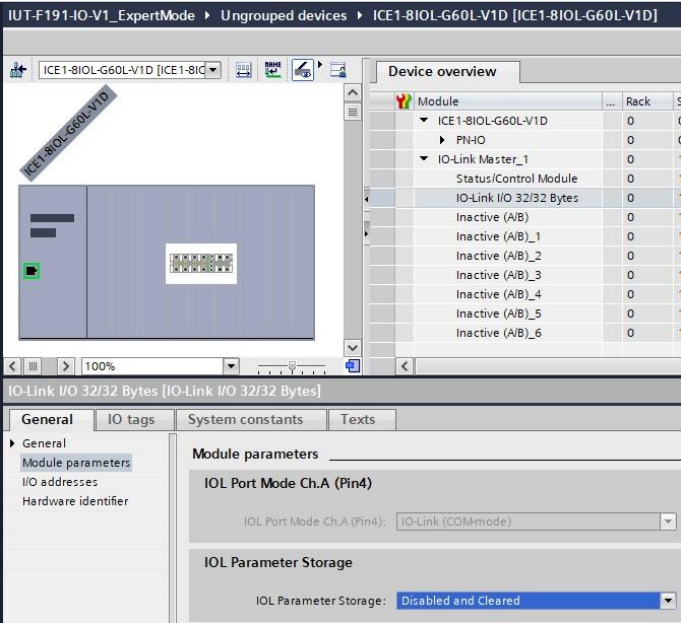 IUT-F191-IO-V1_ExpertMode ▸ Ungrouped devices ▸ ICE1-8IOL-G60L-V1D [ICE1-8IOL-G60L-V1D]
ICE1-8IOL-G60L-V1D [ICE1-8IC
Device overview
ICE1-8IOL-G60L-V1D
Module ... Rack S
ICE1-8IOL-G60L-V1D 0
PN-IO 0
IO-Link Master_1 0
Status/Control Module 0
IO-Link I/O 32/32 Bytes 0
Inactive (A/B) 0
Inactive (A/B)_1 0
Inactive (A/B)_2 0
Inactive (A/B)_3 0
Inactive (A/B)_4 0
Inactive (A/B)_5 0
Inactive (A/B)_6 0
100%
IO-Link I/O 32/32 Bytes [IO-Link I/O 32/32 Bytes]
General IO tags System constants Texts
General
Module parameters
I/O addresses
Hardware identifier
Module parameters
IOL Port Mode Ch.A (Pin4)
IOL Port Mode Ch.A (Pin4): IO-Link (COM-mode)
IOL Parameter Storage
IOL Parameter Storage: Disabled and Cleared